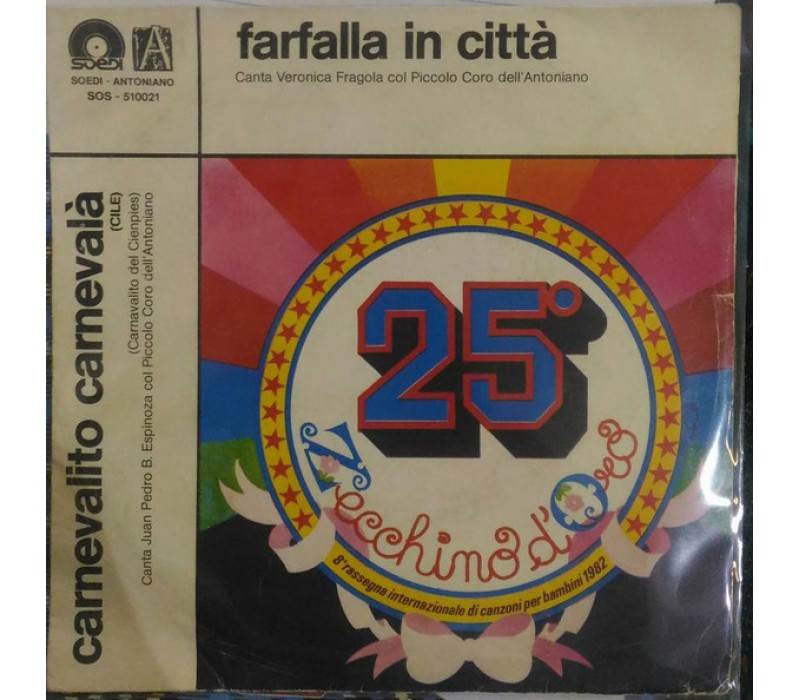 SOEDI
A
SOEDI - ANTONIANO
SOS - 510021
farfalla in città
Canta Veronica Fragola col Piccolo Coro dell'Antoniano
carnevalito carnevalà
(CILE)
(Carnavalito del Cienpies)
Canta Juan Pedro B. Espinoza col Piccolo Coro dell'Antoniano
25°
Zecchino d'Oro
8ª rassegna internazionale di canzoni per bambini 1982